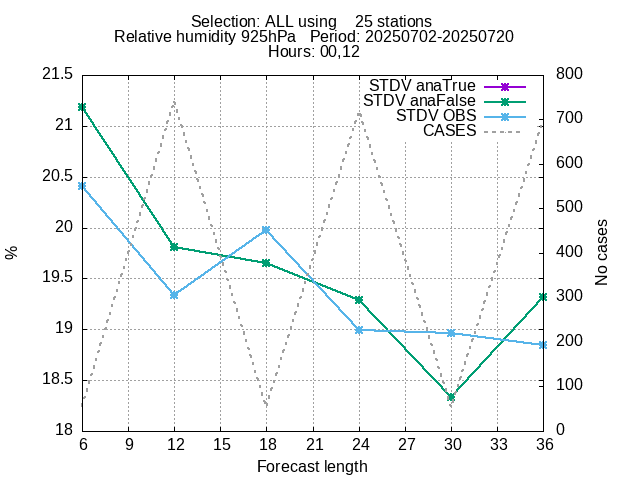 Selection: ALL using    25 stations
Relative humidity 925hPa   Period: 20250702-20250720
Hours: 00,12
STDV anaTrue
STDV anaFalse
STDV OBS
CASES
21.5
21
20.5
20
19.5
19
18.5
18
%
800
700
600
500
400
300
200
100
0
No cases
6 9 12 15 18 21 24 27 30 33 36
Forecast length